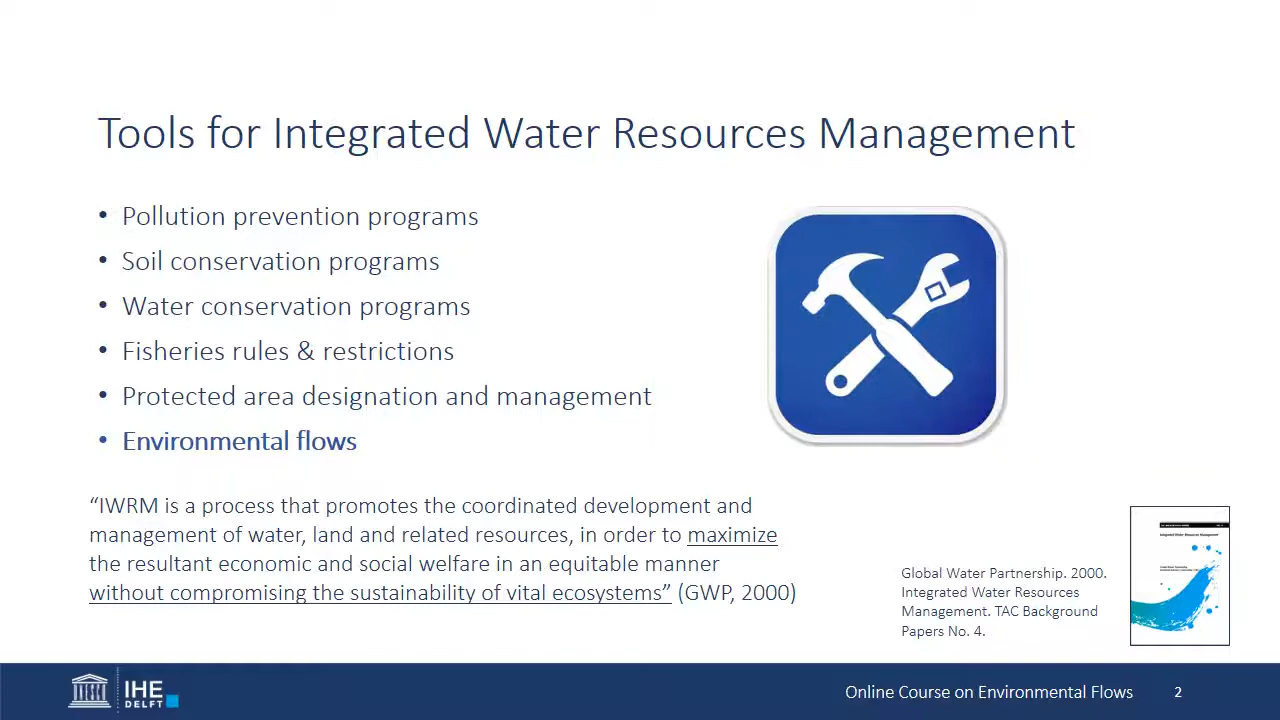 Tools for Integrated Water Resources Management
• Pollution prevention programs
• Soil conservation programs
• Water conservation programs
• Fisheries rules & restrictions
• Protected area designation and management
• Environmental flows
“IWRM is a process that promotes the coordinated development and
management of water, land and related resources, in order to maximize
the resultant economic and social welfare in an equitable manner
without compromising the sustainability of vital ecosystems” (GWP, 2000)
Global Water Partnership. 2000.
Integrated Water Resources
Management. TAC Background
Papers No. 4.
Integrated Water Resources Management
IHE
DELFT
Online Course on Environmental Flows
2